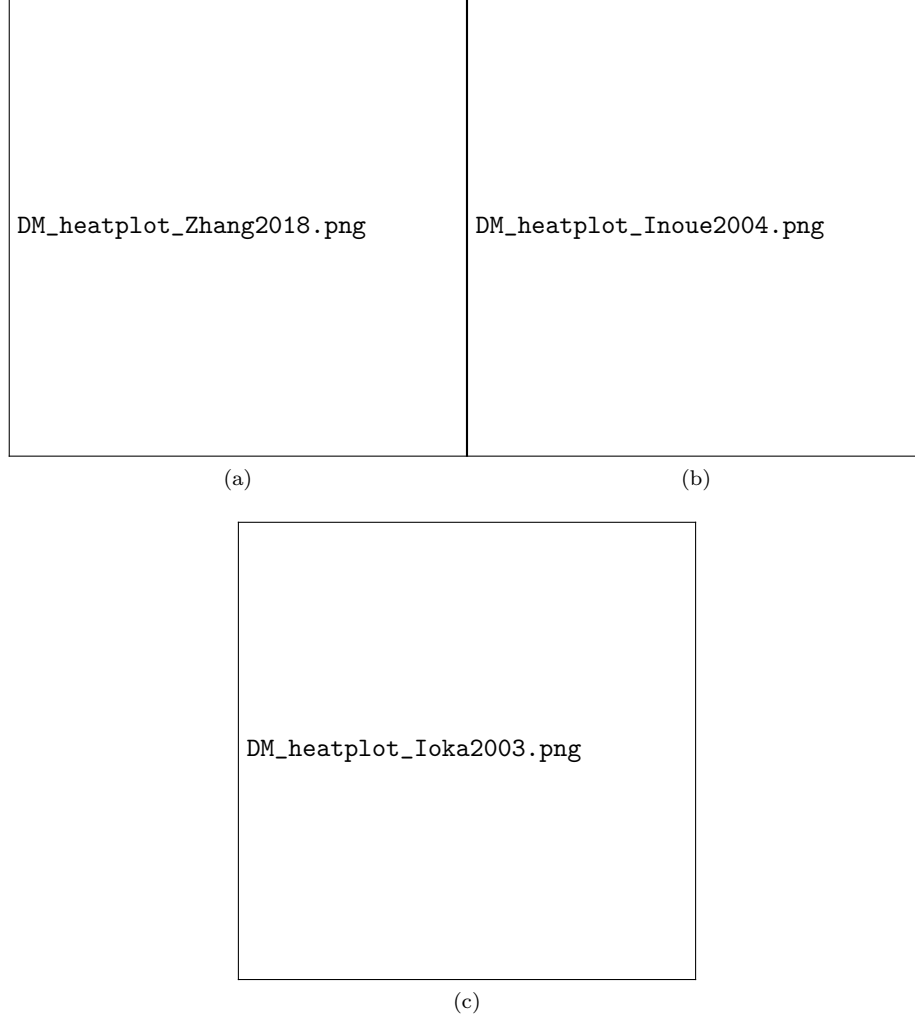 DM_heatplot_Zhang2018.png
DM_heatplot_Inoue2004.png
(a)
(b)
DM_heatplot_Ioka2003.png
(c)